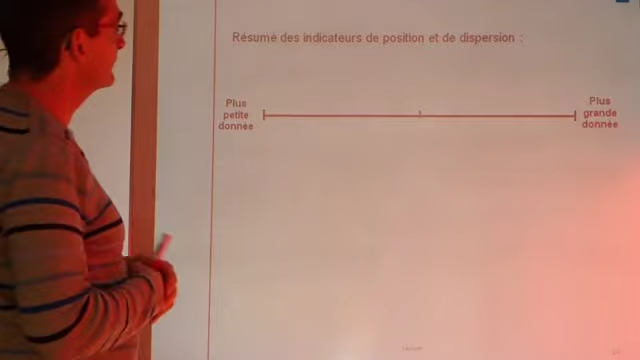 Résumé des indicateurs de position et de dispersion :
Plus
petite
donnée
Plus
grande
donnée